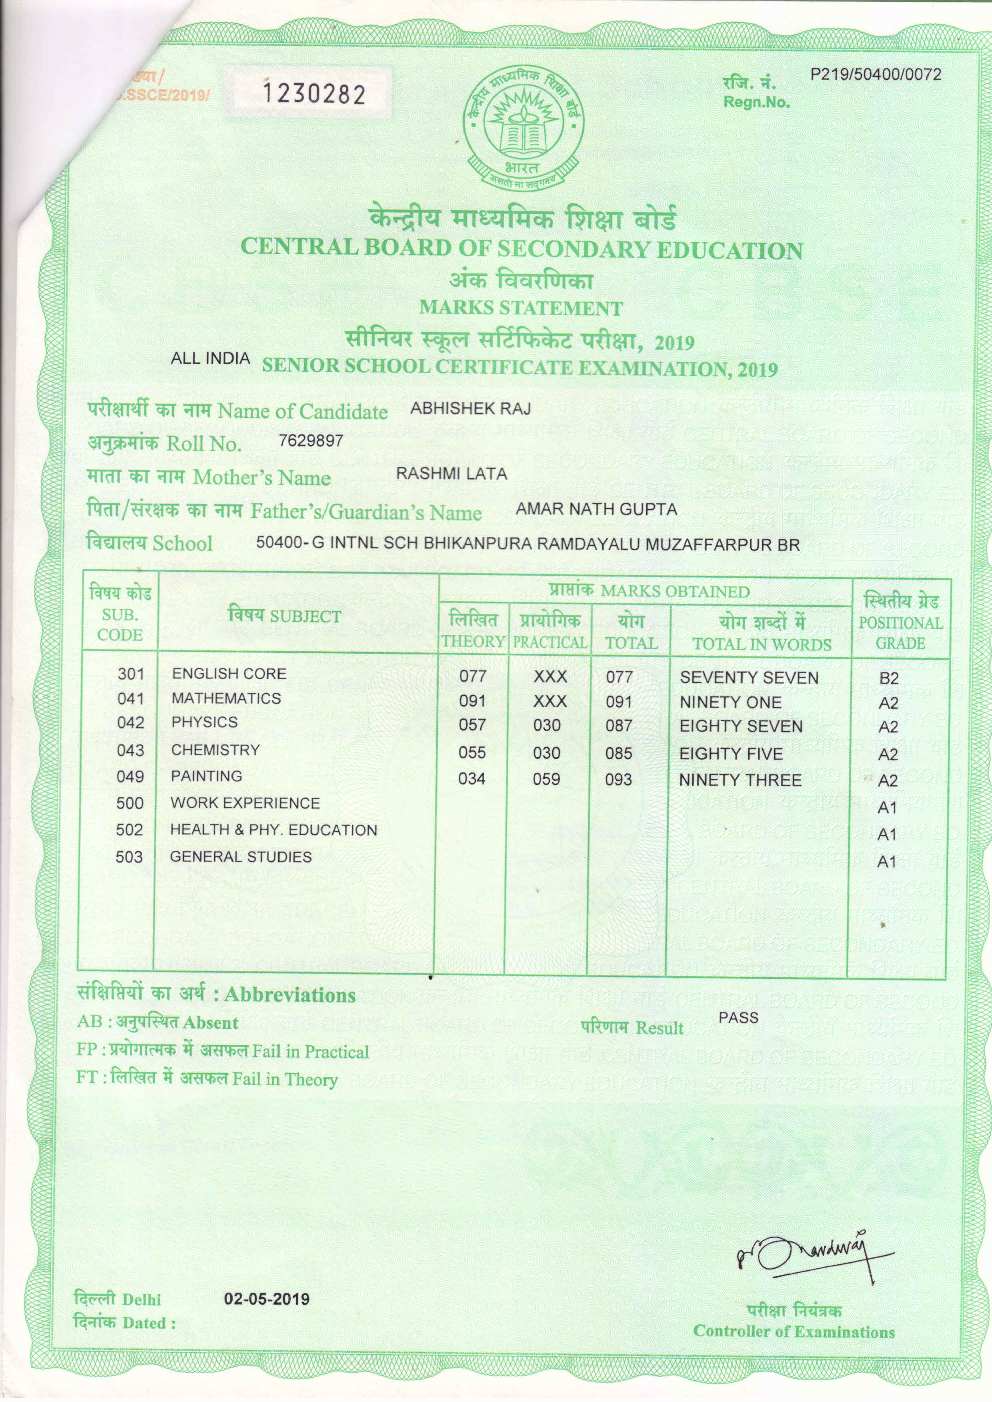 डिया/
.SSCE/2019/
1230282
रजि. नं.
Regn.No.
P219/50400/0072
केन्द्रीय माध्यमिक शिक्षा बोर्ड
भारत
असतो मा सद्गमय
केन्द्रीय माध्यमिक शिक्षा बोर्ड
CENTRAL BOARD OF SECONDARY EDUCATION
अंक विवरणिका
MARKS STATEMENT
सीनियर स्कूल सर्टिफिकेट परीक्षा, 2019
ALL INDIA SENIOR SCHOOL CERTIFICATE EXAMINATION, 2019
परीक्षार्थी का नाम Name of Candidate ABHISHEK RAJ
अनुक्रमांक Roll No. 7629897
माता का नाम Mother's Name RASHMI LATA
पिता/संरक्षक का नाम Father's/Guardian's Name AMAR NATH GUPTA
विद्यालय School 50400-G INTNL SCH BHIKANPURA RAMDAYALU MUZAFFARPUR BR
विषय कोड SUB. CODE विषय SUBJECT प्राप्तांक MARKS OBTAINED स्थितीय ग्रेड POSITIONAL GRADE
लिखित THEORY प्रायोगिक PRACTICAL योग TOTAL योग शब्दों में TOTAL IN WORDS
301 ENGLISH CORE 077 XXX 077 SEVENTY SEVEN B2
041 MATHEMATICS 091 XXX 091 NINETY ONE A2
042 PHYSICS 057 030 087 EIGHTY SEVEN A2
043 CHEMISTRY 055 030 085 EIGHTY FIVE A2
049 PAINTING 034 059 093 NINETY THREE A2
500 WORK EXPERIENCE A1
502 HEALTH & PHY. EDUCATION A1
503 GENERAL STUDIES A1
संक्षिप्तियों का अर्थ : Abbreviations
AB : अनुपस्थित Absent
परिणाम Result PASS
FP : प्रयोगात्मक में असफल Fail in Practical
FT : लिखित में असफल Fail in Theory
दिल्ली Delhi 02-05-2019
दिनांक Dated :
परीक्षा नियंत्रक
Controller of Examinations